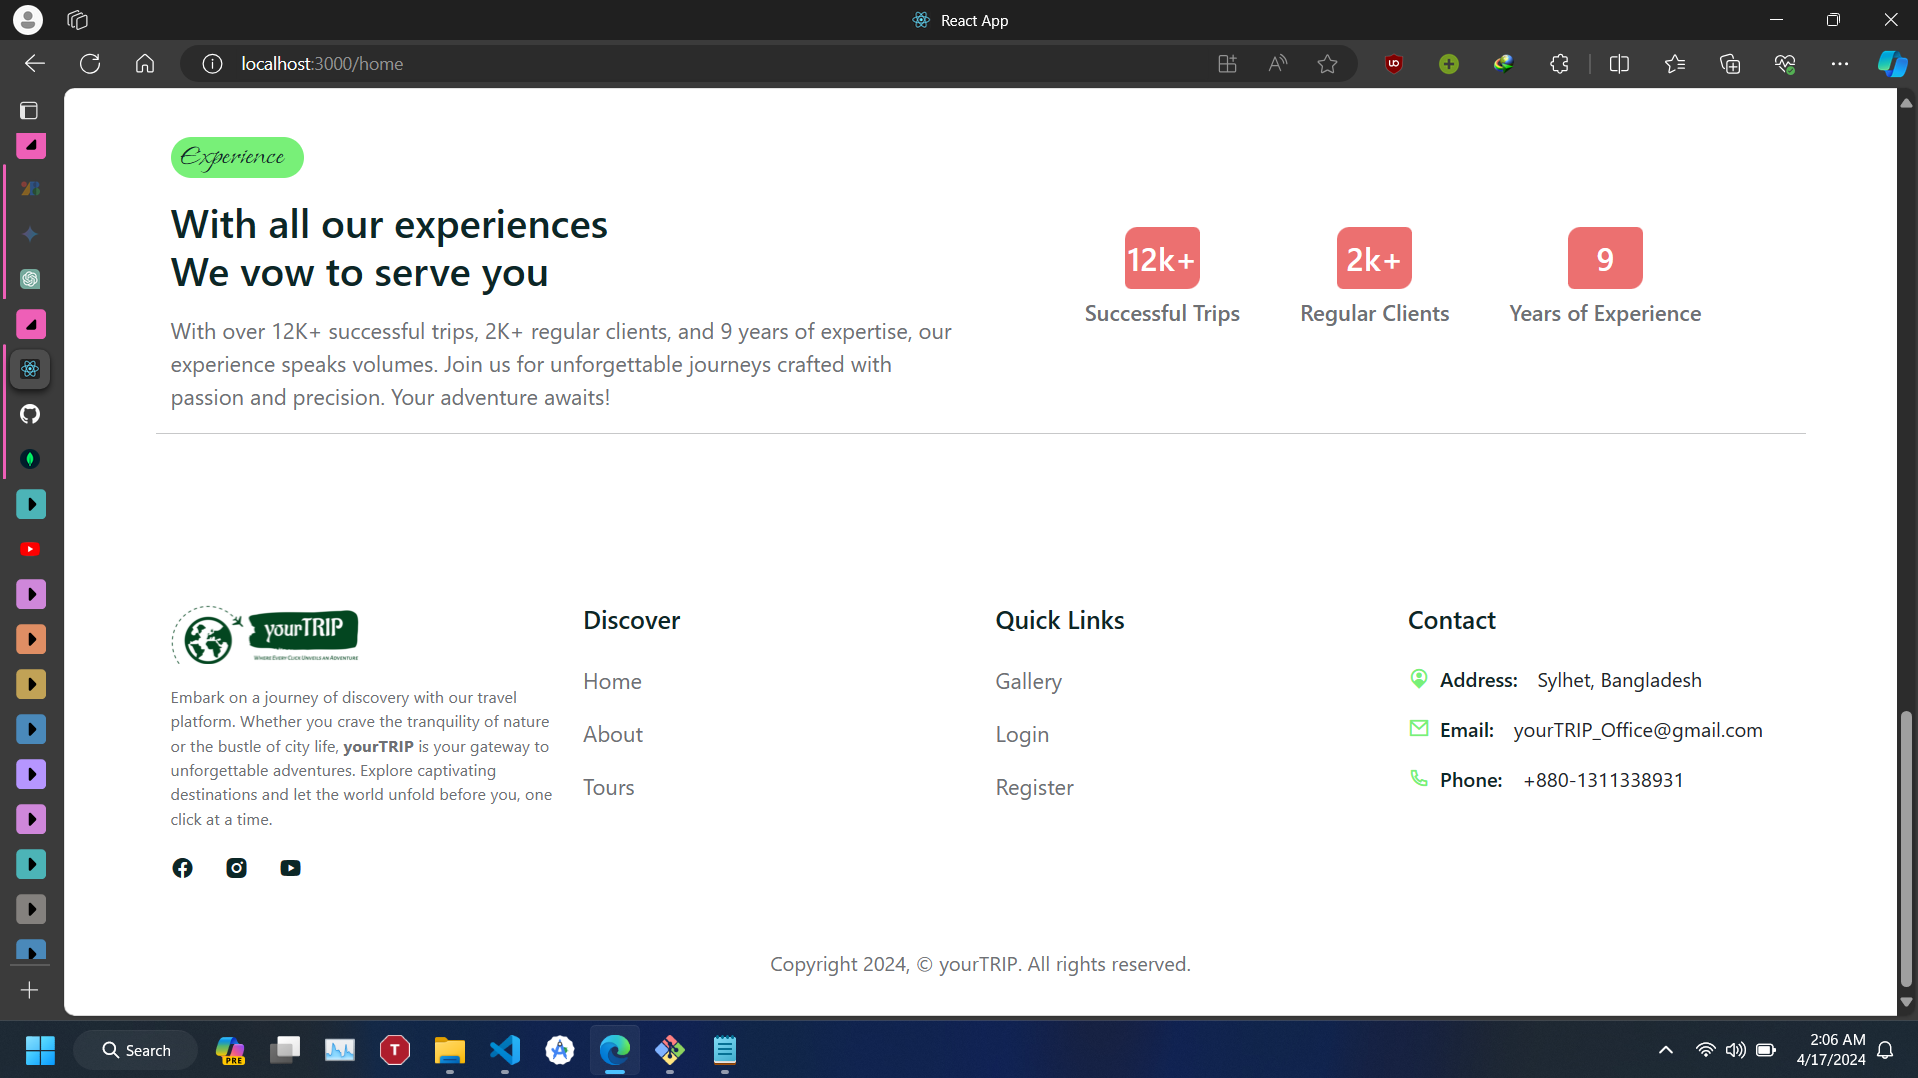 React App
localhost:3000/home
Experience
With all our experiences
We vow to serve you
With over 12K+ successful trips, 2K+ regular clients, and 9 years of expertise, our
experience speaks volumes. Join us for unforgettable journeys crafted with
passion and precision. Your adventure awaits!
12k+
Successful Trips
2k+
Regular Clients
9
Years of Experience
yourTRIP
WHERE EVERY CLICK UNVEILS AN ADVENTURE
Embark on a journey of discovery with our travel
platform. Whether you crave the tranquility of nature
or the bustle of city life, yourTRIP is your gateway to
unforgettable adventures. Explore captivating
destinations and let the world unfold before you, one
click at a time.
Discover
Home
About
Tours
Quick Links
Gallery
Login
Register
Contact
Address: Sylhet, Bangladesh
Email: yourTRIP_Office@gmail.com
Phone: +880-1311338931
Copyright 2024, © yourTRIP. All rights reserved.
Search
PRE
T
2:06 AM
4/17/2024